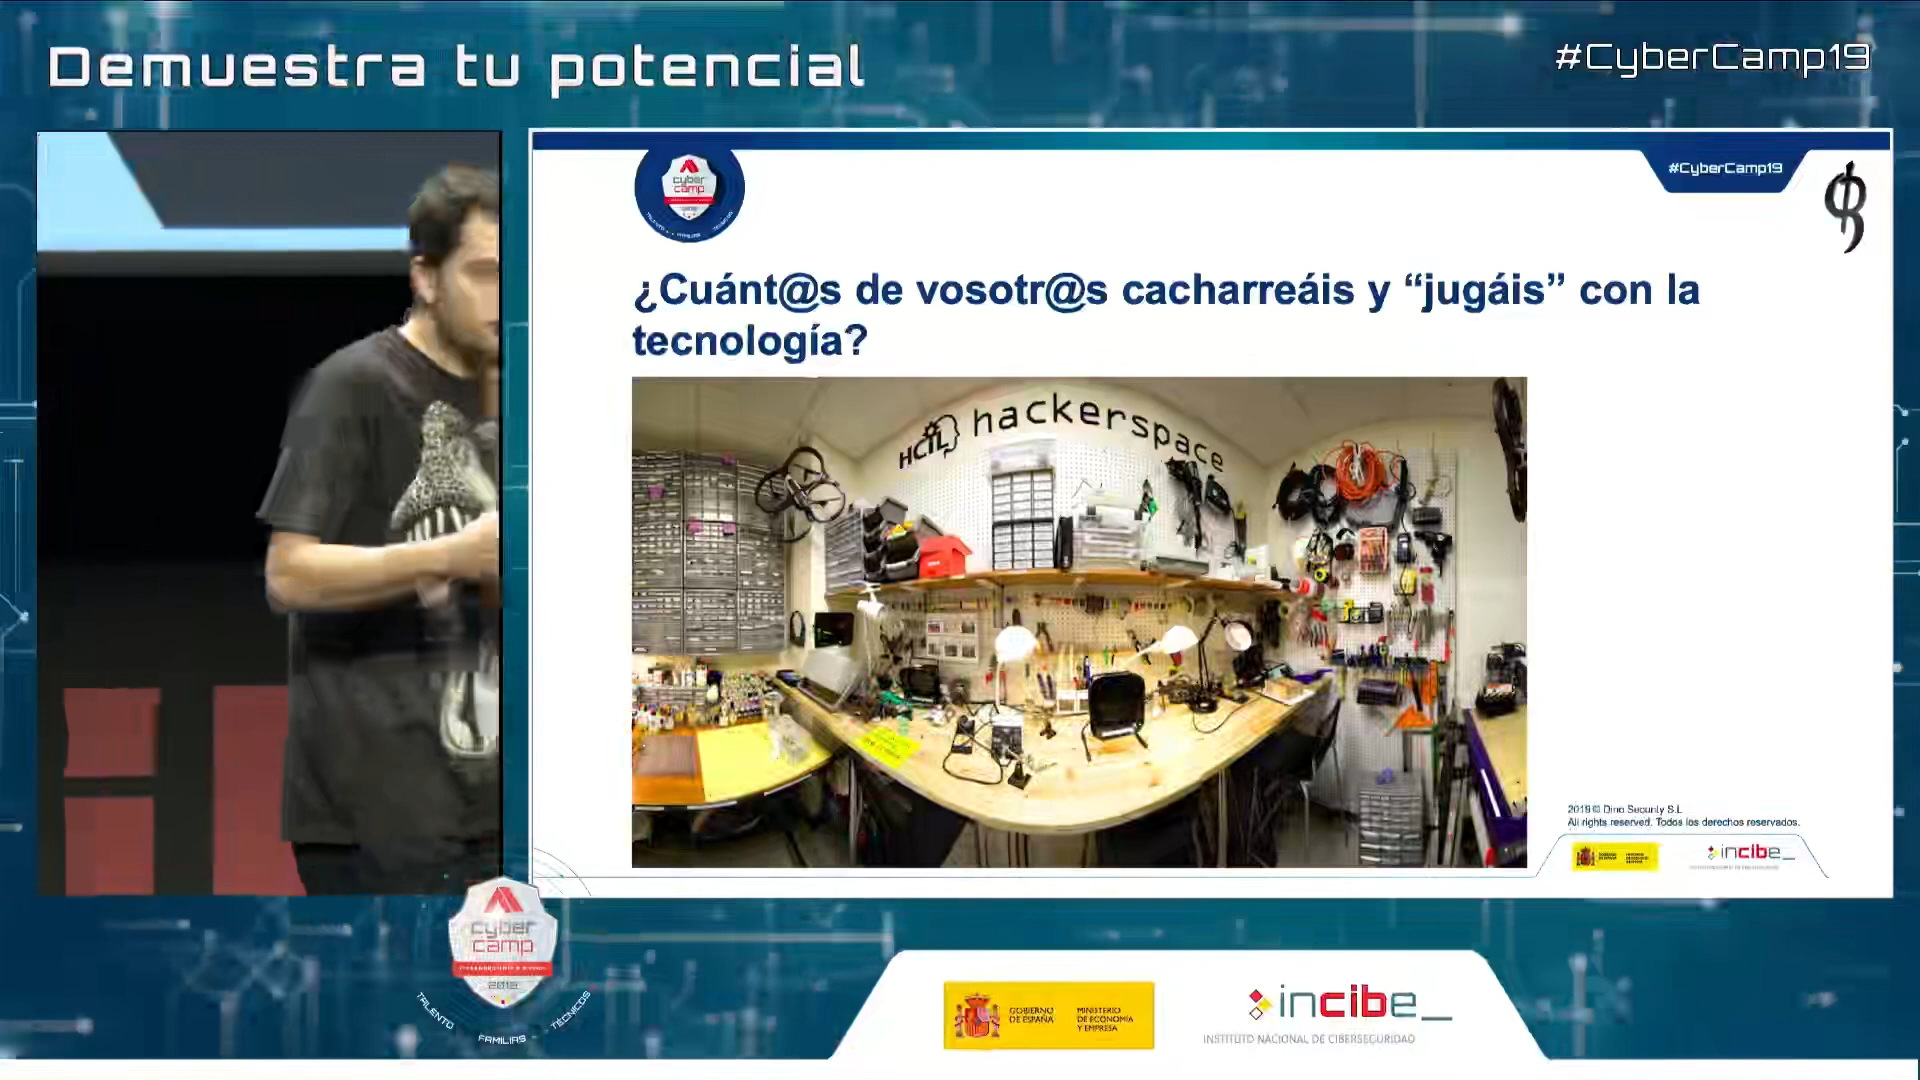 Demuestra tu potencial
#CyberCamp19
cyber
camp
#CyberCamp19
¿Cuánt@s de vosotr@s cacharreáis y “jugáis” con la
tecnología?
HCIL hackerspace
2019 © Dino Security S.L
All rights reserved. Todos los derechos reservados.
incibe_
cyber
camp
2019
TALENTO
FAMILIAS
TÉCNICOS
GOBIERNO
DE ESPAÑA
MINISTERIO
DE ECONOMÍA
Y EMPRESA
incibe_
INSTITUTO NACIONAL DE CIBERSEGURIDAD